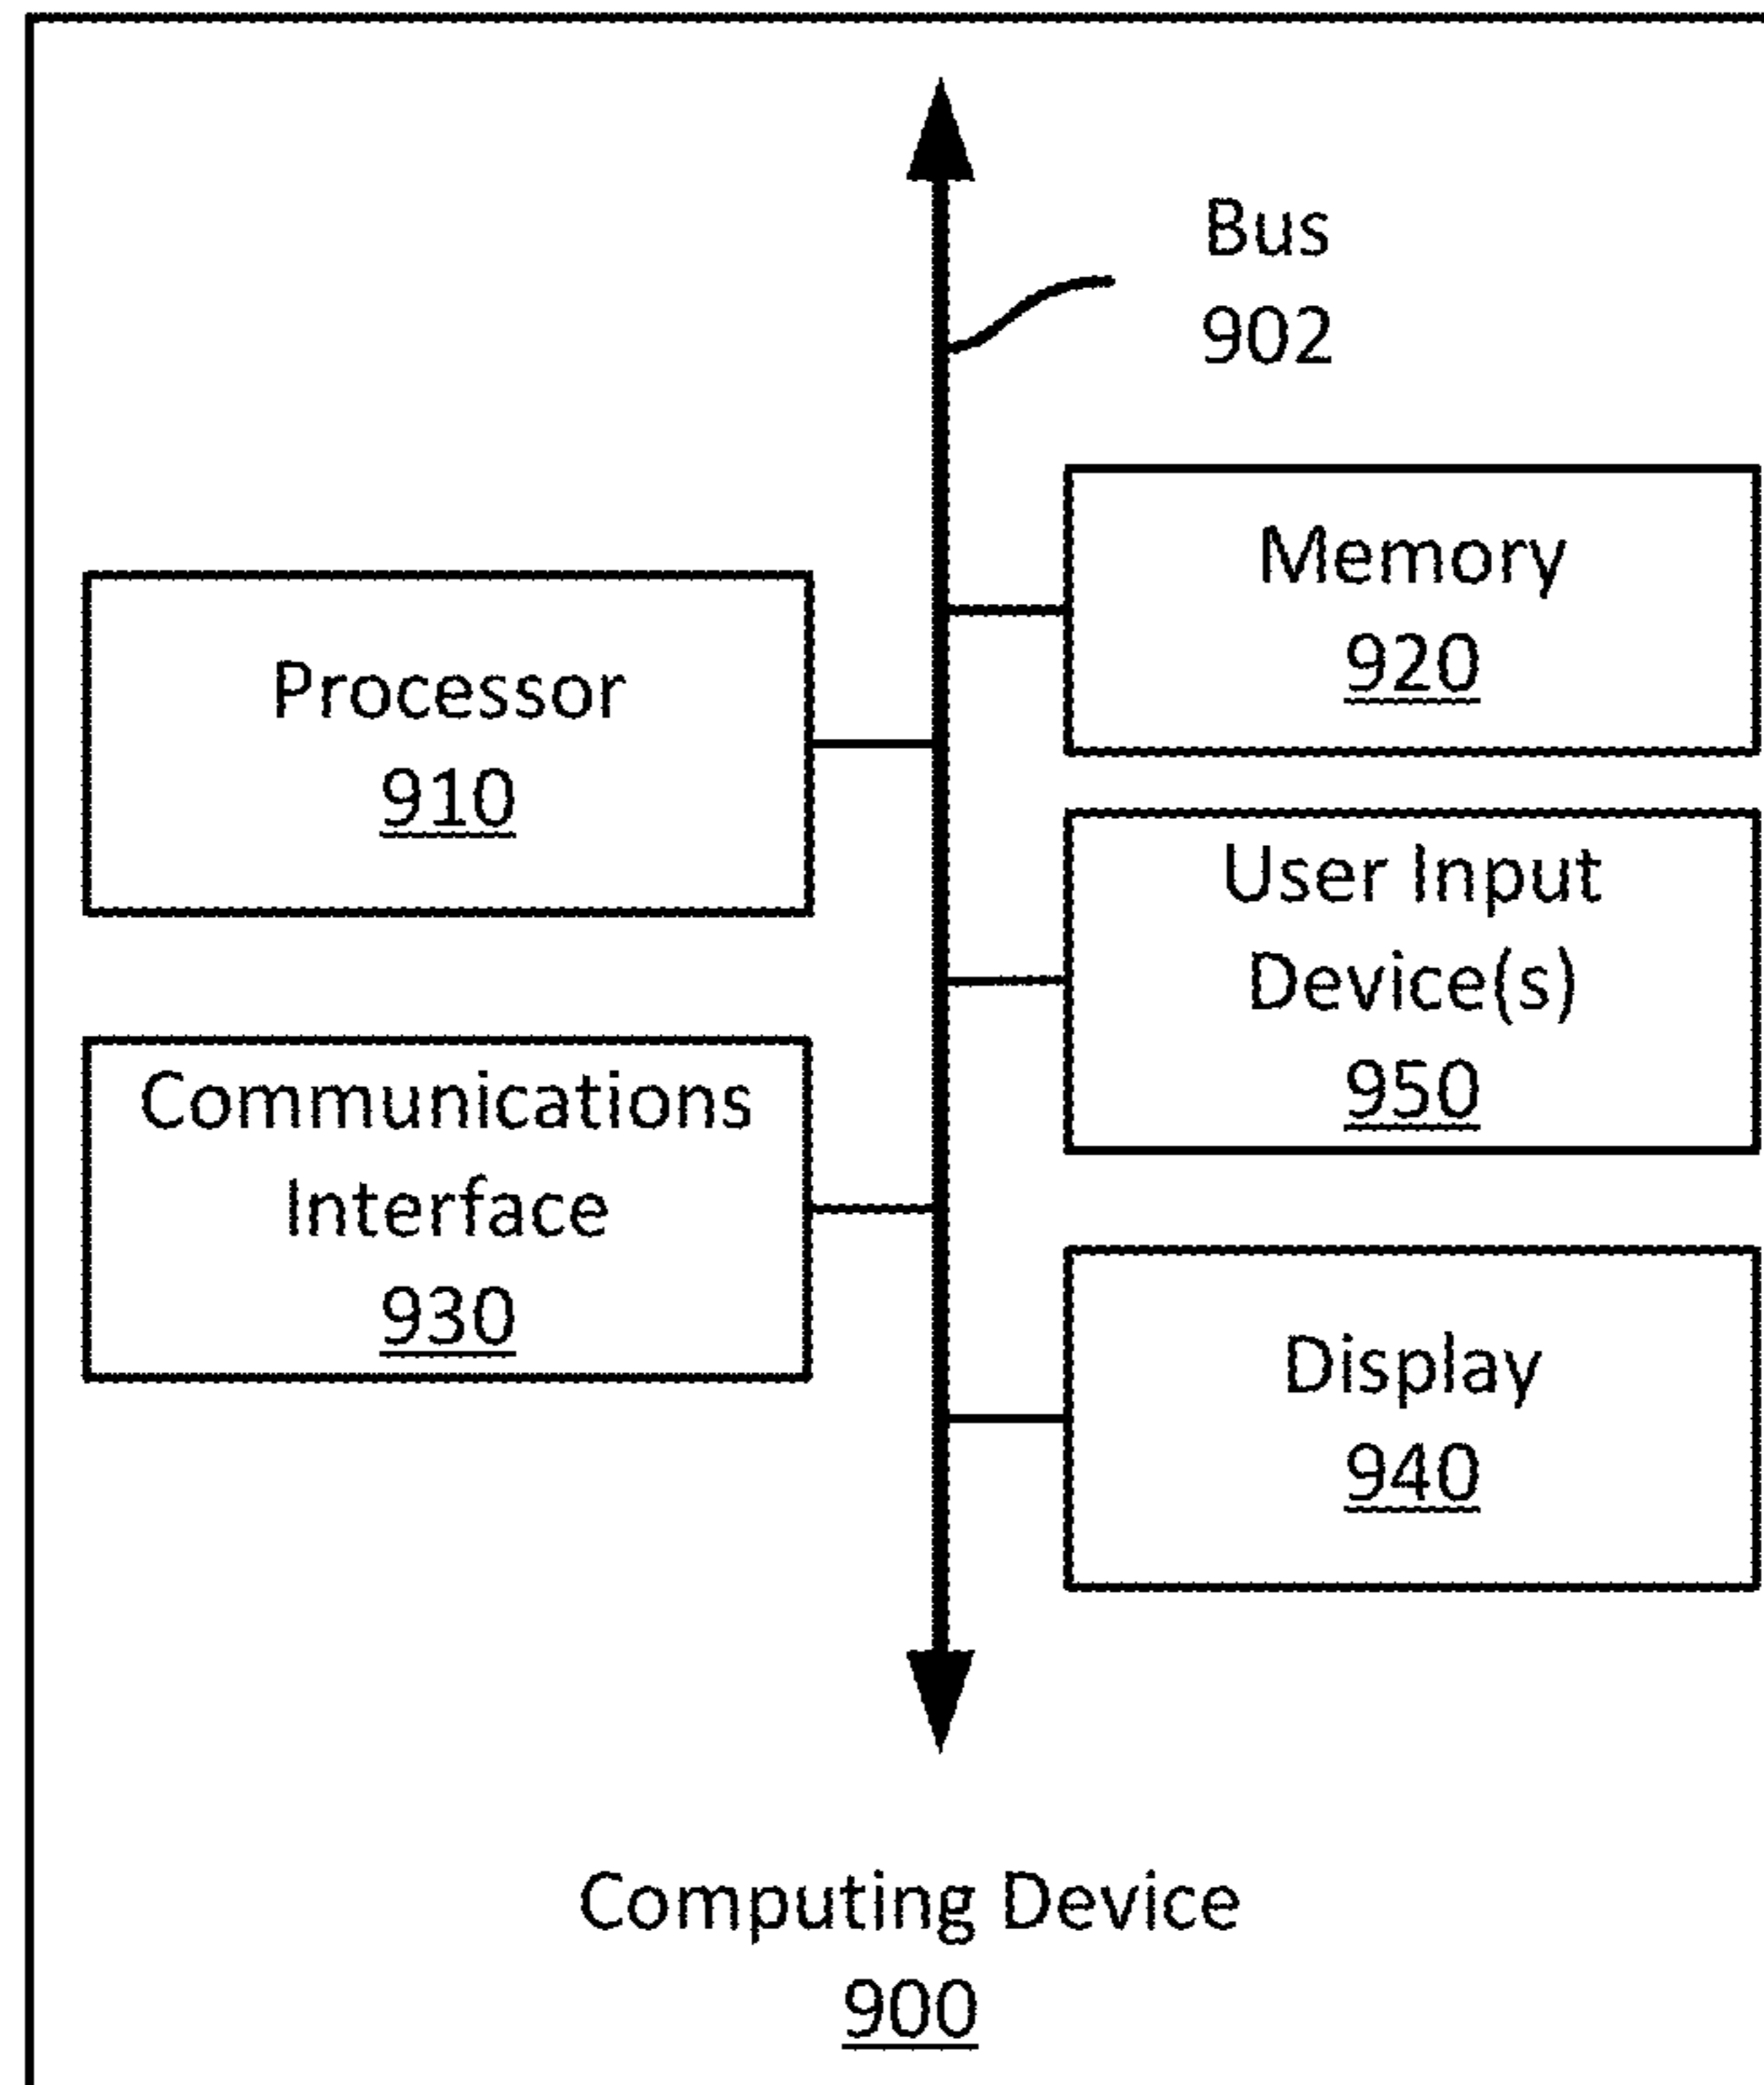 Bus
902
Memory
920
Processor
910
User Input
Device(s)
950
Communications
Interface
930
Display
940
Computing Device
900